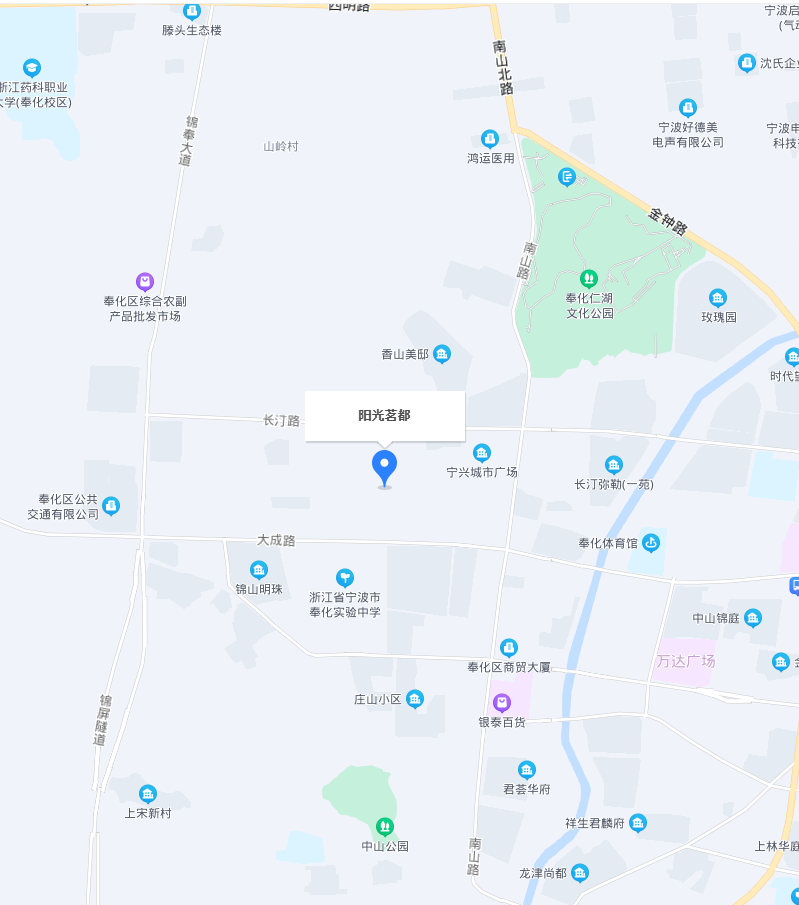 四明路
宁波启
(气动
滕头生态楼
南山北路
沈氏企业
浙江药科职业
大学(奉化校区)
锦奉大道
宁波好德美
电声有限公司
宁波申
科技
山岭村
鸿运医用
金钟路
南山路
奉化区综合农副
产品批发市场
奉化仁湖
文化公园
玫瑰园
香山美邸
时代
阳光茗都
长汀路
宁兴城市广场
长汀弥勒(一苑)
奉化区公共
交通有限公司
大成路
奉化体育馆
锦山明珠
浙江省宁波市
奉化实验中学
中山锦庭
奉化区商贸大厦
万达广场
金
庄山小区
银泰百货
锦屏隧道
君荟华府
上宋新村
祥生君麟府
中山公园
南山路
上林华庭
龙津尚都